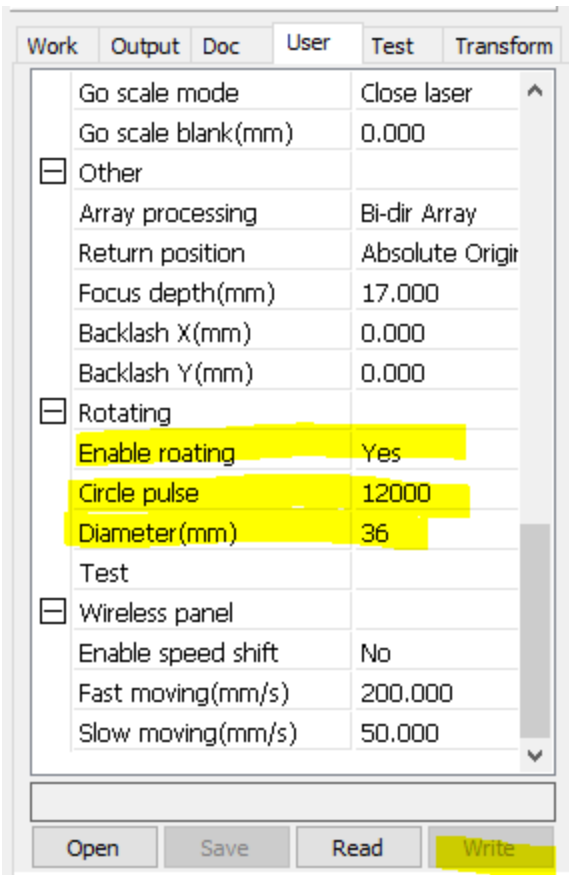 Work Output Doc User Test Transform
Go scale mode Close laser
Go scale blank(mm) 0.000
Other
Array processing Bi-dir Array
Return position Absolute Origir
Focus depth(mm) 17.000
Backlash X(mm) 0.000
Backlash Y(mm) 0.000
Rotating
Enable roating Yes
Circle pulse 12000
Diameter(mm) 36
Test
Wireless panel
Enable speed shift No
Fast moving(mm/s) 200.000
Slow moving(mm/s) 50.000
Open Save Read Write